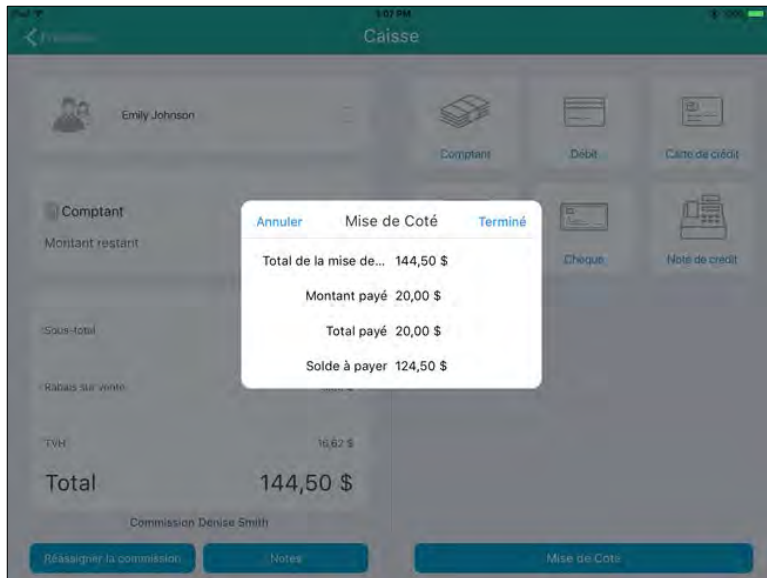 iPad
3:07 PM
100%
Caisse
Emily Johnson
Comptant
Débit
Carte de crédit
Comptant
Montant restant
Chèque
Note de crédit
Annuler Mise de Coté Terminé
Total de la mise de... 144,50 $
Montant payé 20,00 $
Total payé 20,00 $
Solde à payer 124,50 $
Sous-total
Rabais sur vente
TVH 16,62 $
Total 144,50 $
Commission Denise Smith
Réassigner la commission Notes Mise de Coté